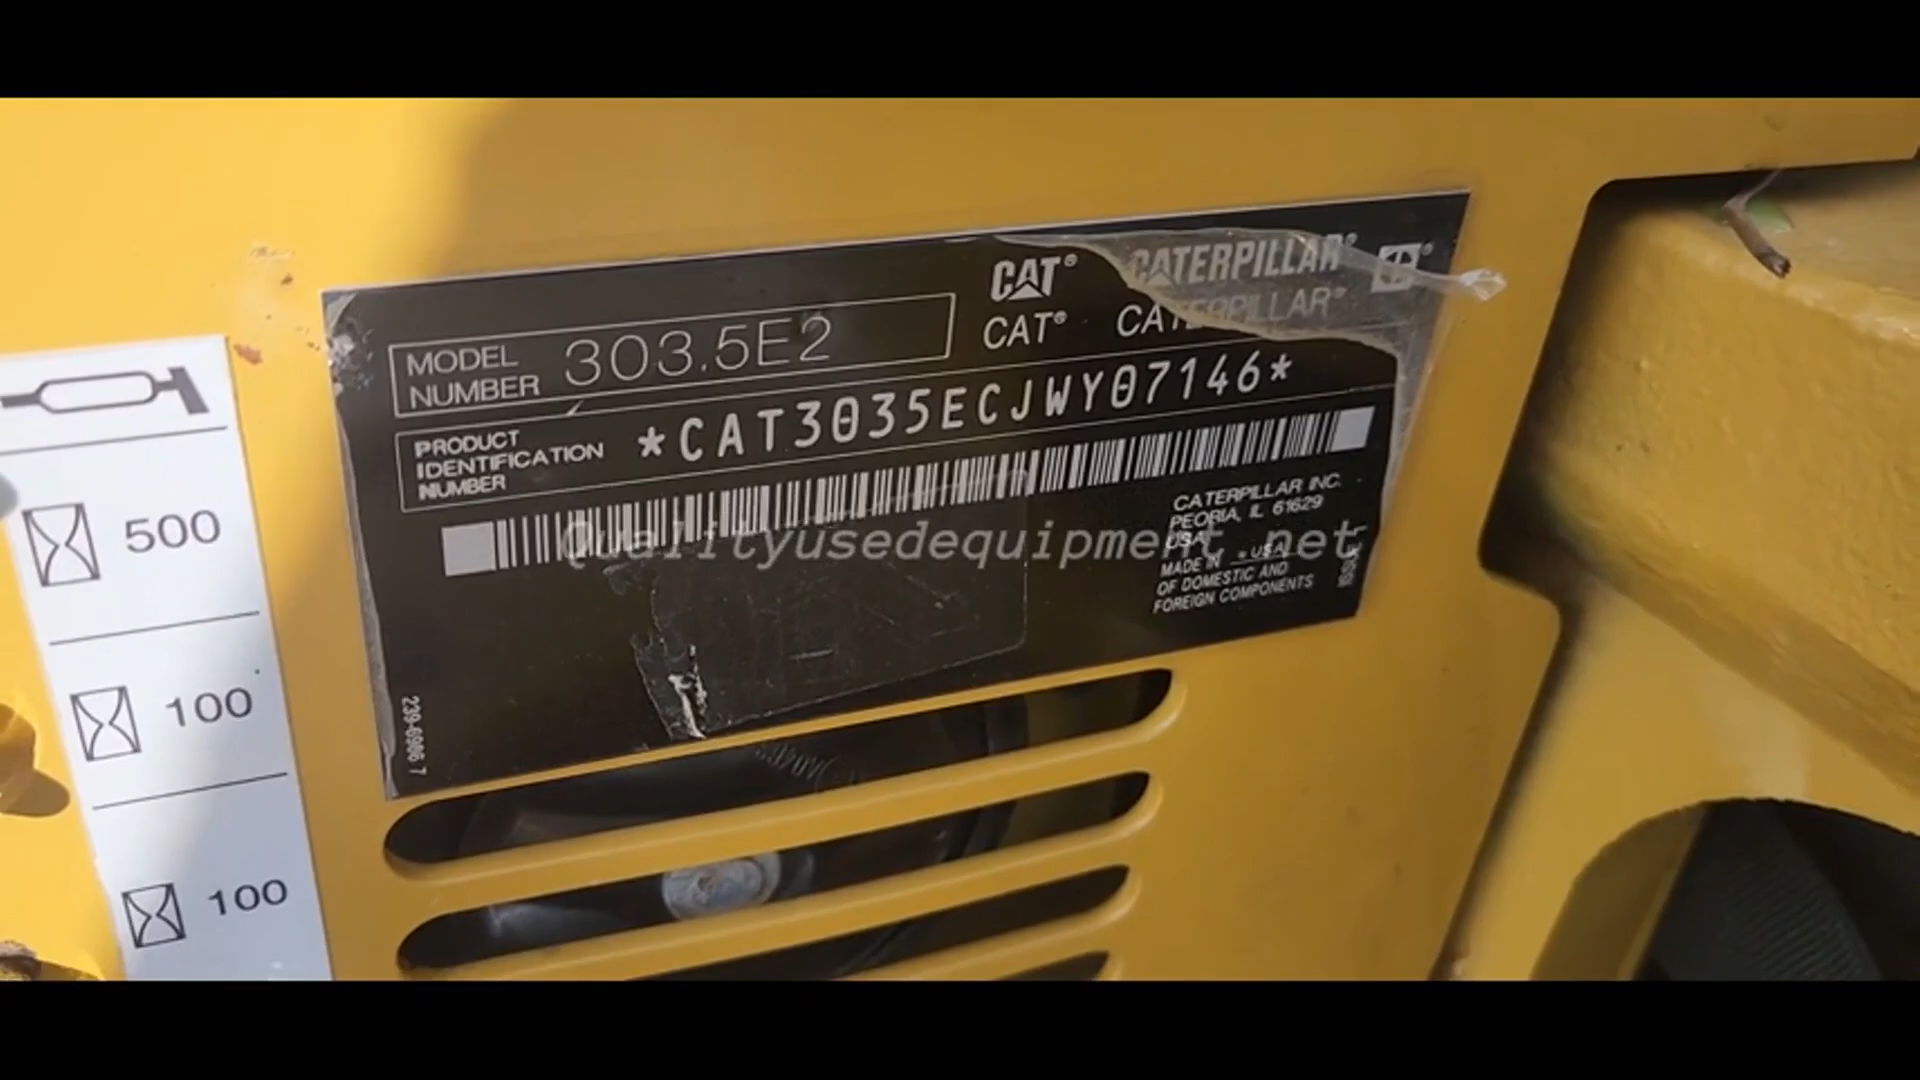 CAT® CATERPILLAR®
MODEL NUMBER 303.5E2
CAT® CATERPILLAR®
PRODUCT IDENTIFICATION NUMBER *CAT3035ECJWY07146*
CATERPILLAR INC.
PEORIA, IL 61629
USA
MADE IN USA
OF DOMESTIC AND
FOREIGN COMPONENTS
Qualityusedequipment.net
239-6986 7
500
100
100